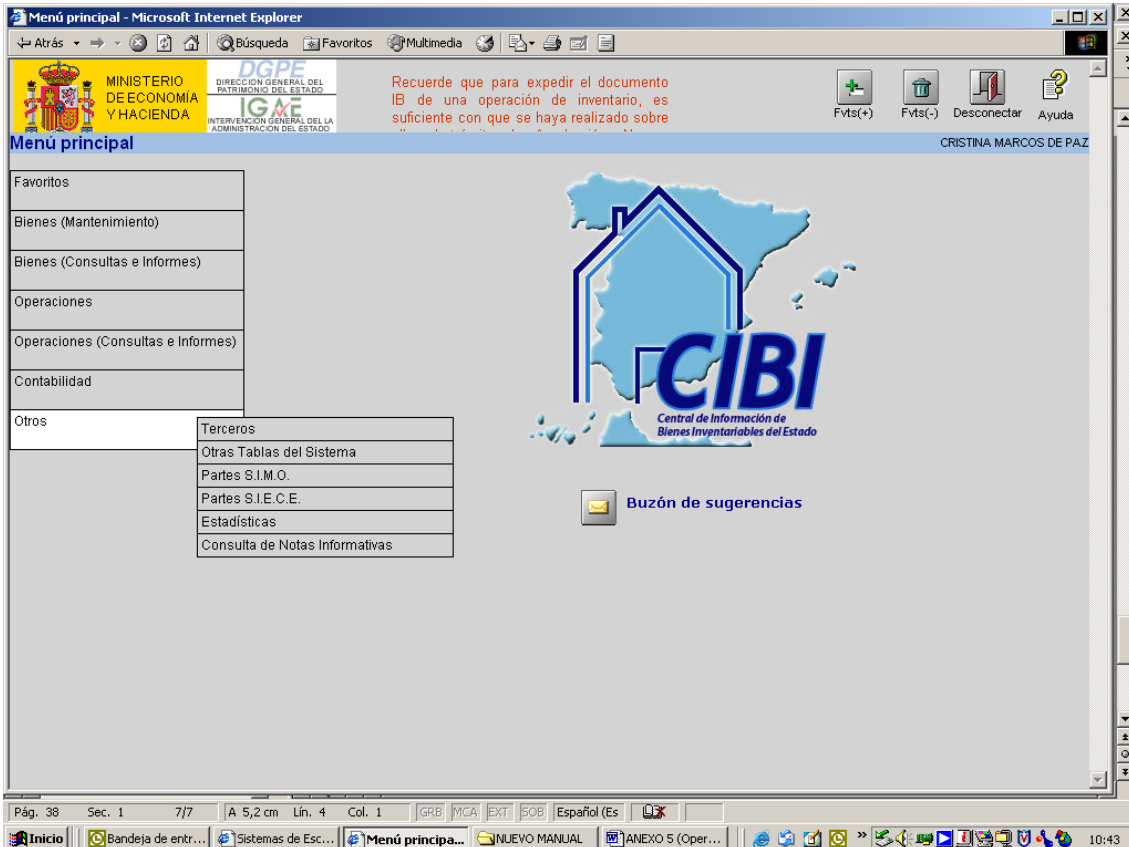 Menú principal - Microsoft Internet Explorer
Atrás
Búsqueda
Favoritos
Multimedia
MINISTERIO
DE ECONOMÍA
Y HACIENDA
DGPE
DIRECCION GENERAL DEL
PATRIMONIO DEL ESTADO
IGAE
INTERVENCIÓN GENERAL DE LA
ADMINISTRACIÓN DEL ESTADO
Recuerde que para expedir el documento
IB de una operación de inventario, es
suficiente con que se haya realizado sobre
Fvts(+)
Fvts(-)
Desconectar
Ayuda
Menú principal
CRISTINA MARCOS DE PAZ
Favoritos
Bienes (Mantenimiento)
Bienes (Consultas e Informes)
Operaciones
Operaciones (Consultas e Informes)
Contabilidad
Otros
Terceros
Otras Tablas del Sistema
Partes S.I.M.O.
Partes S.I.E.C.E.
Estadísticas
Consulta de Notas Informativas
CIBI
Central de Información de
Bienes Inventariables del Estado
Buzón de sugerencias
Pág. 38 Sec. 1 7/7 A 5,2 cm Lín. 4 Col. 1 GRB MCA EXT SOB Español (Es
Inicio Bandeja de entr... Sistemas de Esc... Menú principa... NUEVO MANUAL ANEXO 5 (Oper... 10:43